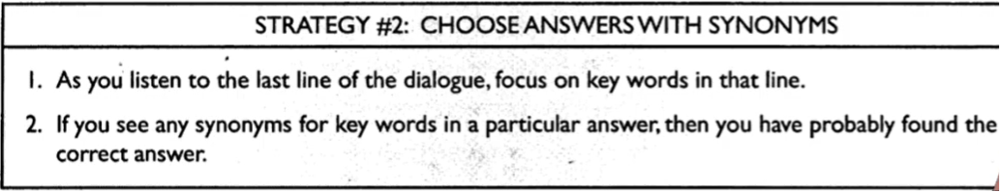 STRATEGY #2: CHOOSE ANSWERS WITH SYNONYMS
1. As you listen to the last line of the dialogue, focus on key words in that line.
2. If you see any synonyms for key words in a particular answer, then you have probably found the
correct answer.